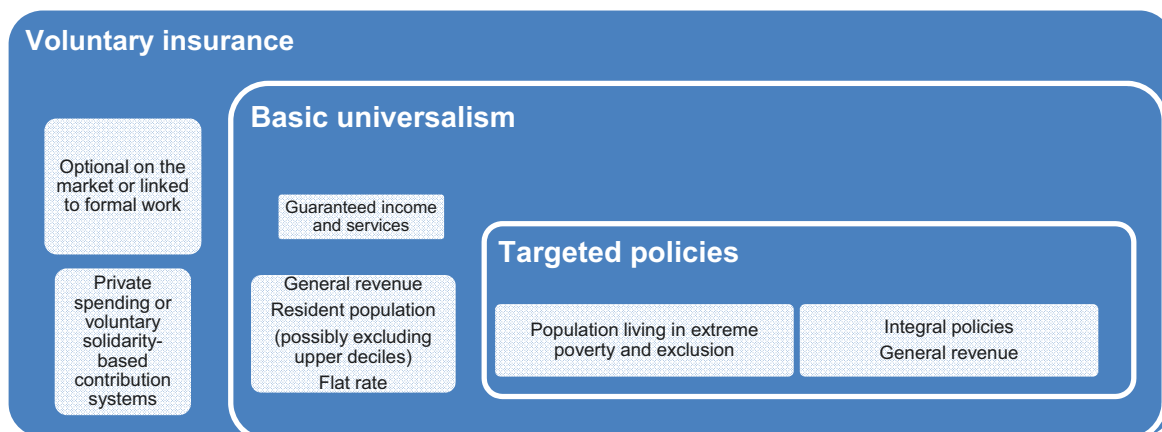 Voluntary insurance
Optional on the
market or linked
to formal work
Private
spending or
voluntary
solidarity-
based
contribution
systems
Basic universalism
Guaranteed income
and services
General revenue
Resident population
(possibly excluding
upper deciles)
Flat rate
Targeted policies
Population living in extreme
poverty and exclusion
Integral policies
General revenue